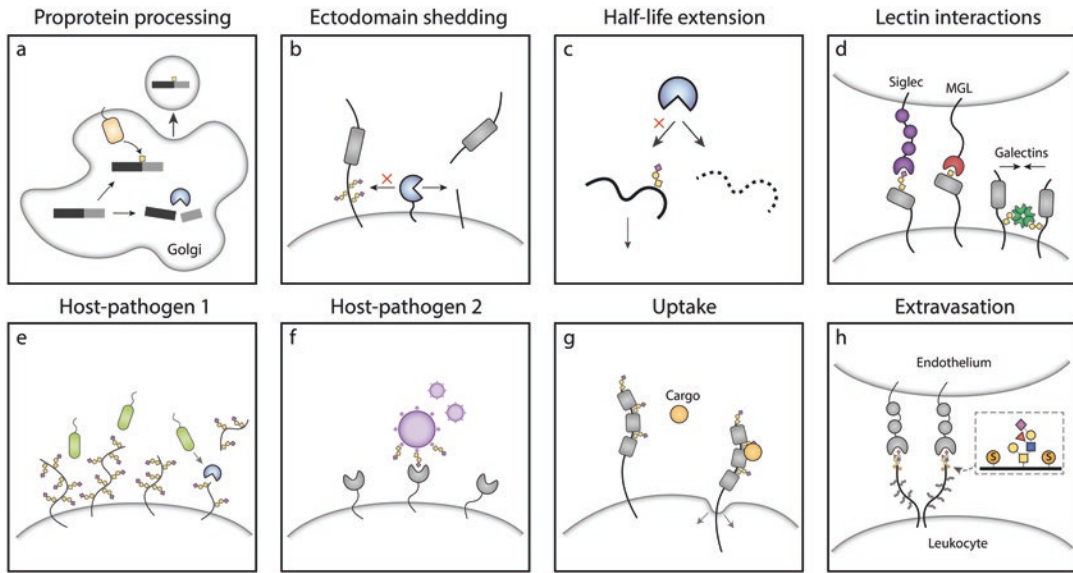 Proprotein processing
Ectodomain shedding
Half-life extension
Lectin interactions
a
Golgi
b
c
d
Siglec
MGL
Galectins
Host-pathogen 1
Host-pathogen 2
Uptake
Extravasation
e
f
g
Cargo
h
Endothelium
S S
Leukocyte